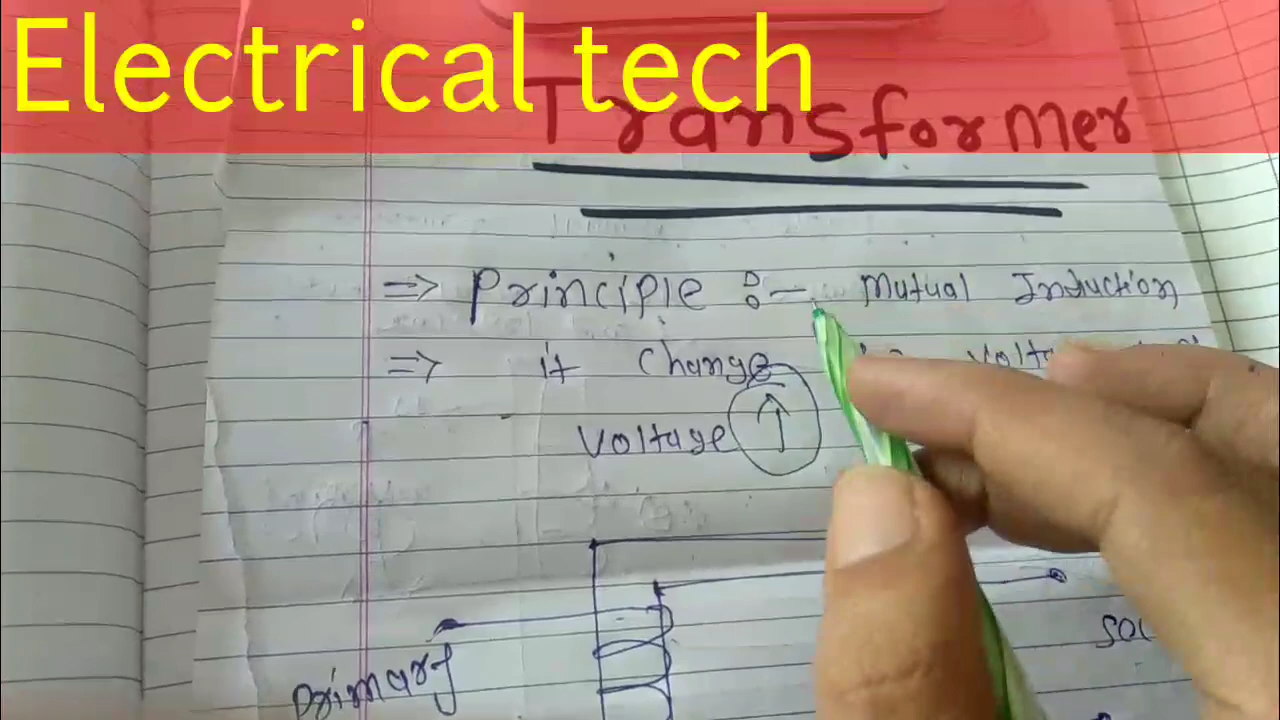 Electrical tech
Transformer
⇒ Principle :- Mutual Induction
⇒ it Change
Voltage ↑
Primary